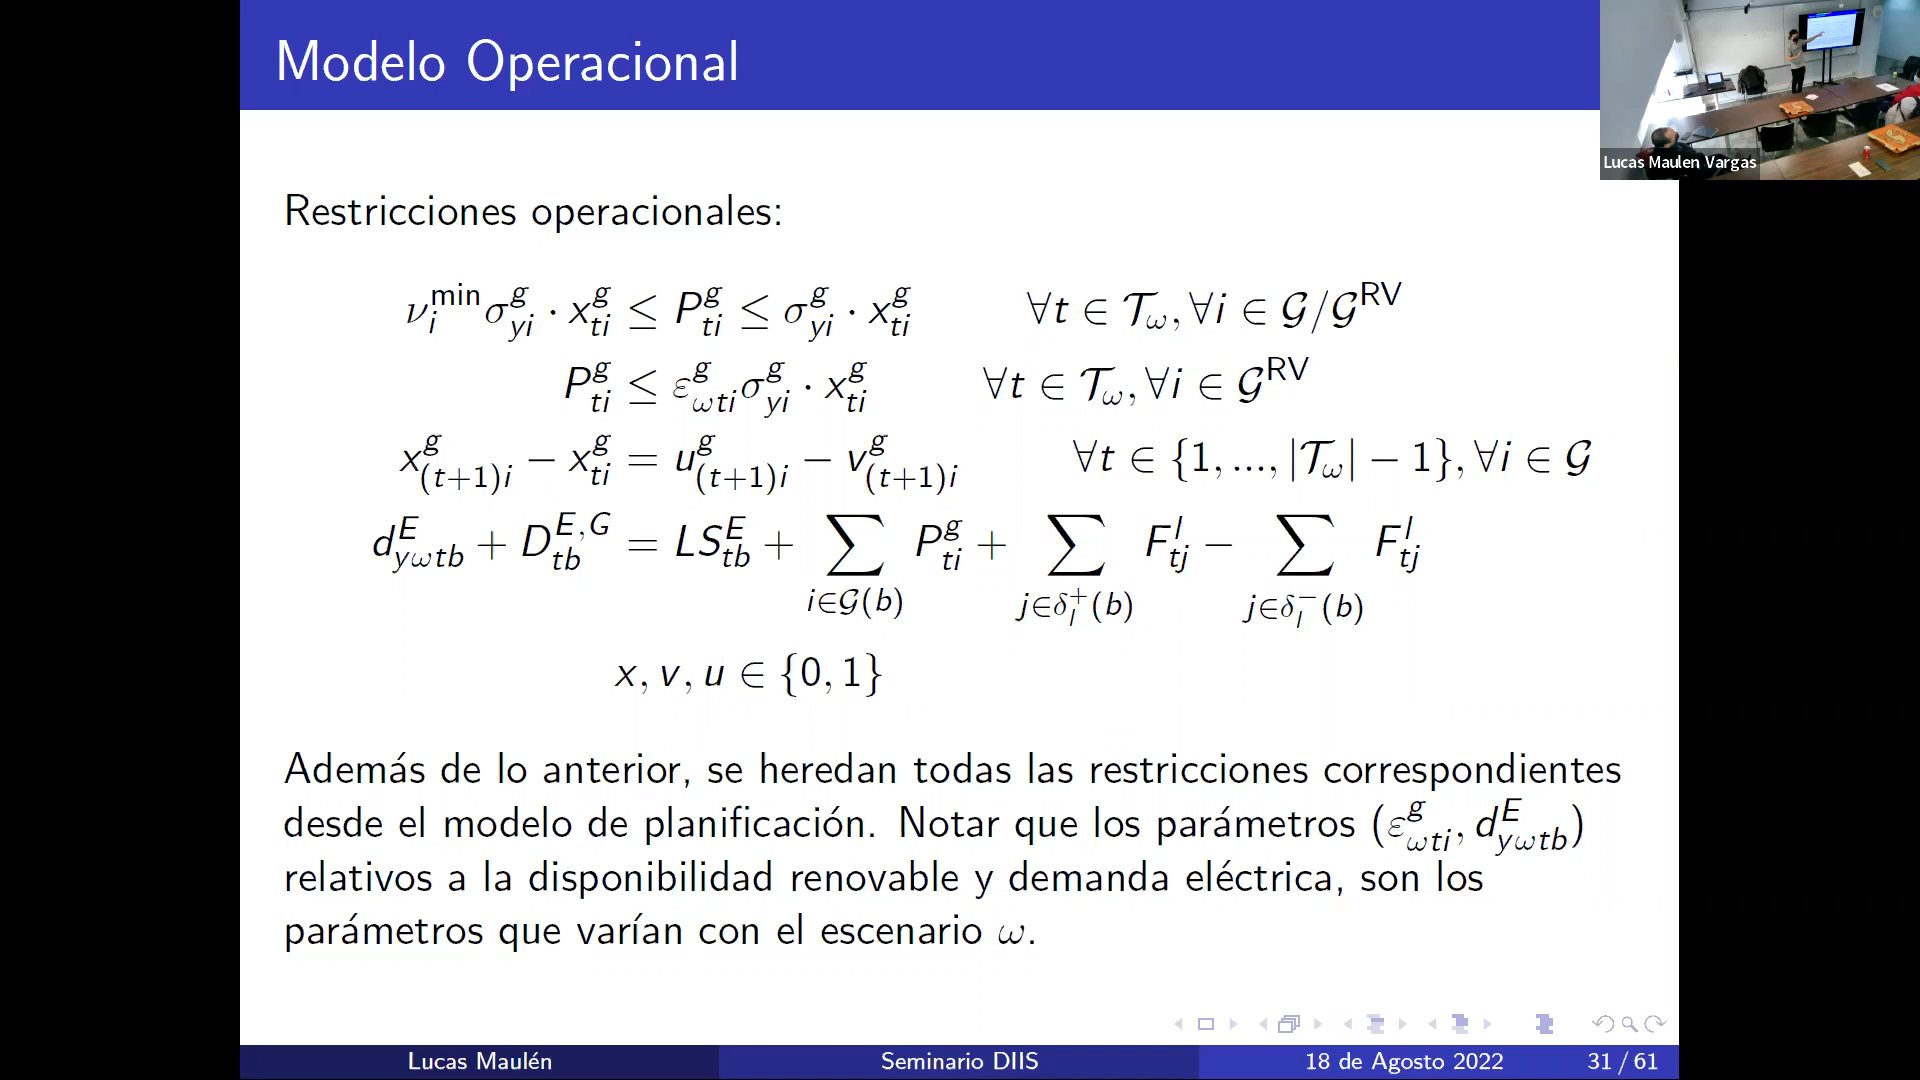 Modelo Operacional
Lucas Maulen Vargas
Restricciones operacionales:
ν_i^min σ_yi^g · x_ti^g ≤ P_ti^g ≤ σ_yi^g · x_ti^g ∀t ∈ 𝒯_ω, ∀i ∈ 𝒢/𝒢^RV
P_ti^g ≤ ε_ωti^g σ_yi^g · x_ti^g ∀t ∈ 𝒯_ω, ∀i ∈ 𝒢^RV
x_(t+1)i^g − x_ti^g = u_(t+1)i^g − v_(t+1)i^g ∀t ∈ {1, ..., |𝒯_ω| − 1}, ∀i ∈ 𝒢
d_yωtb^E + D_tb^E,G = LS_tb^E + ∑_i∈𝒢(b) P_ti^g + ∑_j∈δ_l^+(b) F_tj^l − ∑_j∈δ_l^−(b) F_tj^l
x, v, u ∈ {0, 1}
Además de lo anterior, se heredan todas las restricciones correspondientes
desde el modelo de planificación. Notar que los parámetros (ε_ωti^g, d_yωtb^E)
relativos a la disponibilidad renovable y demanda eléctrica, son los
parámetros que varían con el escenario ω.
Lucas Maulén Seminario DIIS 18 de Agosto 2022 31 / 61